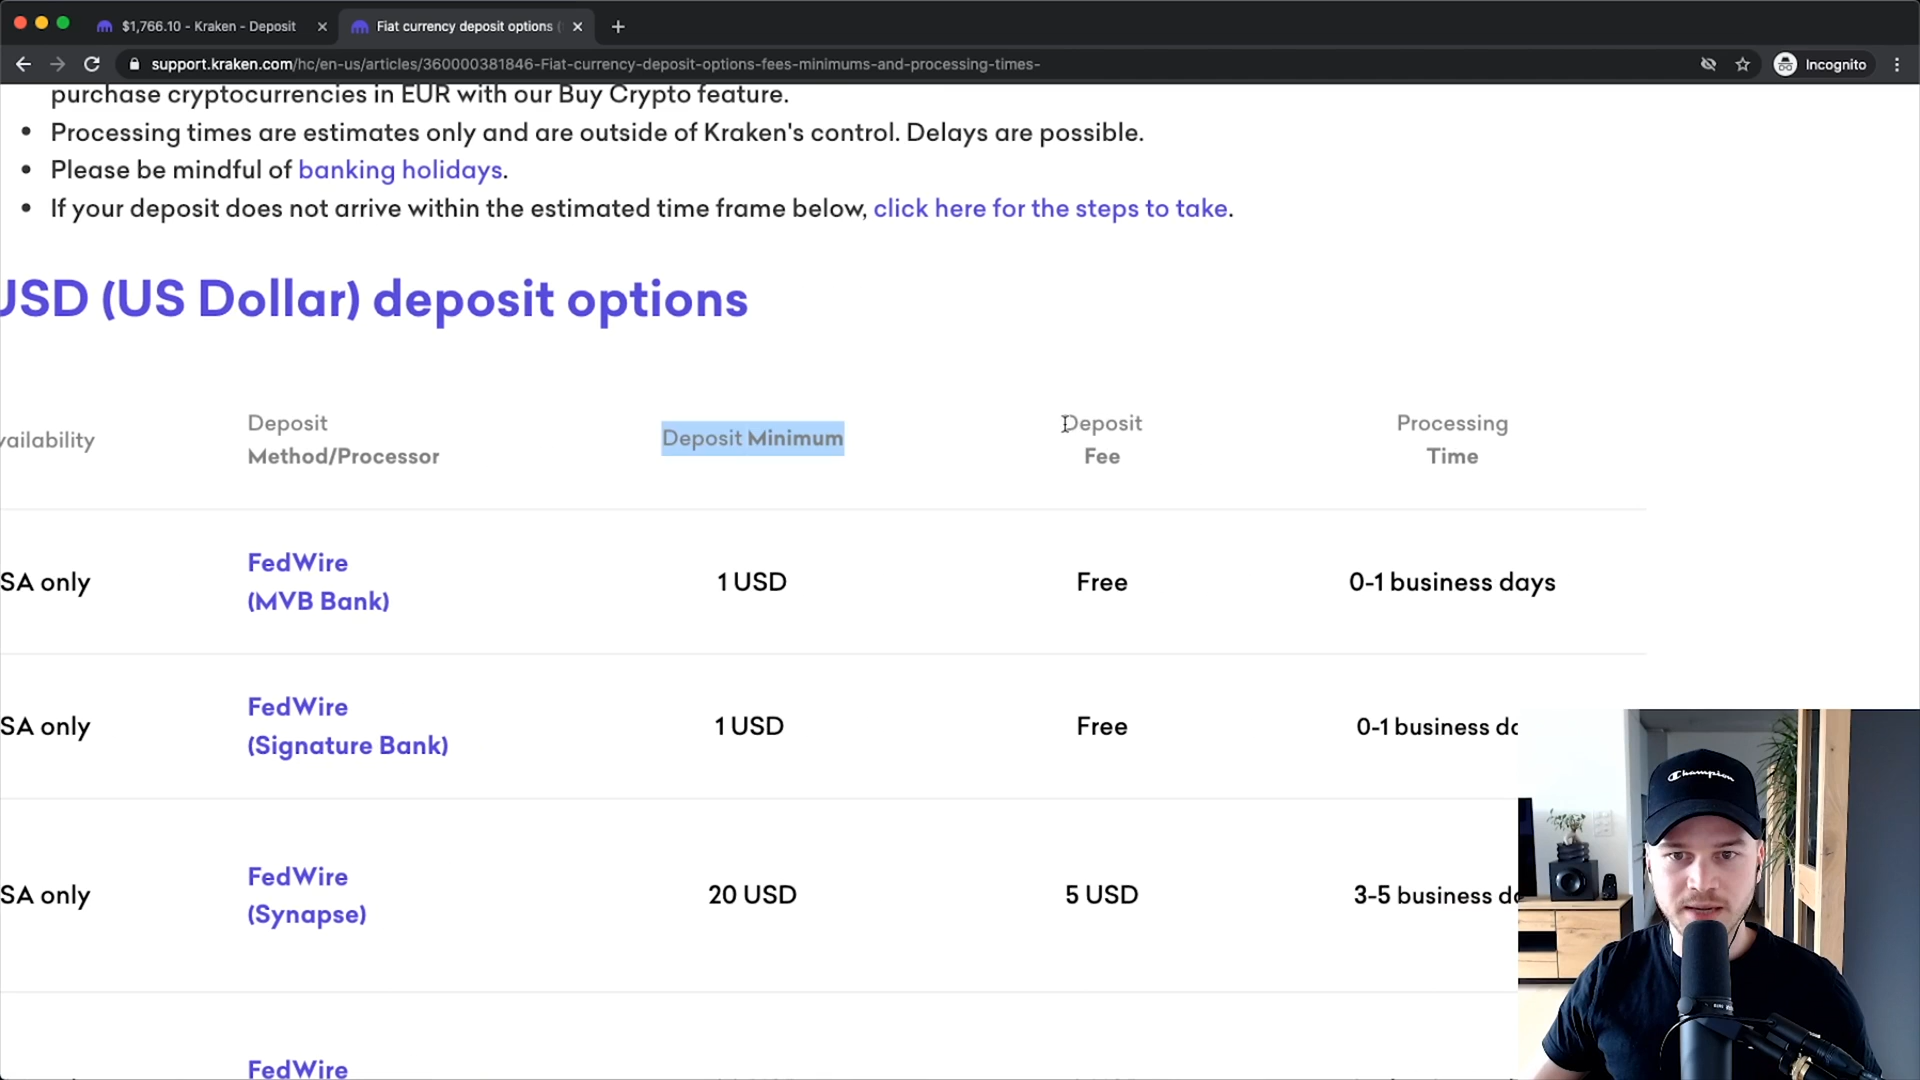 $1,766.10 - Kraken - Deposit
Fiat currency deposit options (
support.kraken.com/hc/en-us/articles/360000381846-Fiat-currency-deposit-options-fees-minimums-and-processing-times-
Incognito
purchase cryptocurrencies in EUR with our Buy Crypto feature.
• Processing times are estimates only and are outside of Kraken's control. Delays are possible.
• Please be mindful of banking holidays.
• If your deposit does not arrive within the estimated time frame below, click here for the steps to take.
USD (US Dollar) deposit options
vailability
Deposit
Method/Processor
Deposit Minimum
Deposit
Fee
Processing
Time
SA only
FedWire
(MVB Bank)
1 USD
Free
0-1 business days
SA only
FedWire
(Signature Bank)
1 USD
Free
0-1 business da
SA only
FedWire
(Synapse)
20 USD
5 USD
3-5 business da
FedWire
Champion